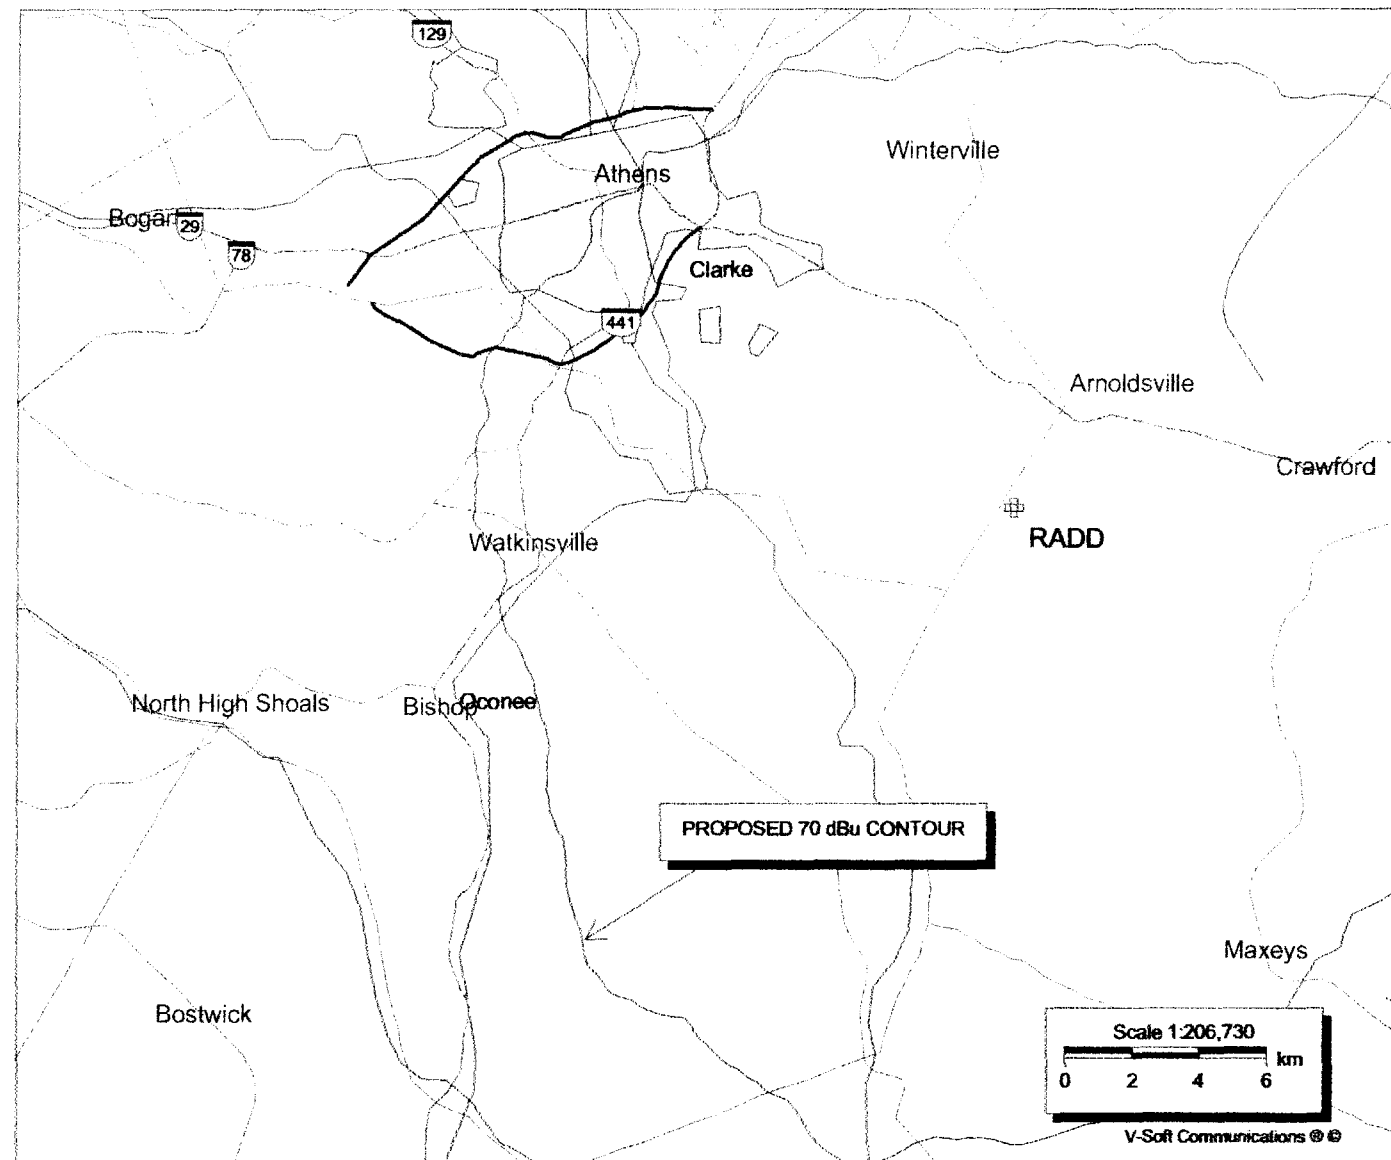 129
Winterville
Athens
Bogar
29
78
Clarke
441
Arnoldsville
Crawford
RADD
Watkinsville
North High Shoals
Bishop
Oconee
PROPOSED 70 dBu CONTOUR
Maxeys
Bostwick
Scale 1:206,730
km
0 2 4 6
V-Soft Communications ® ©